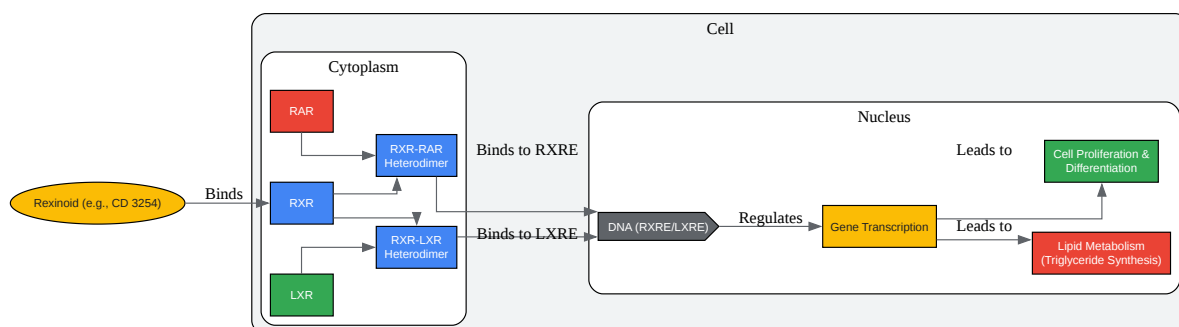 Cell
Cytoplasm
RAR
RXR-RAR
Heterodimer
Rexinoid (e.g., CD 3254)
Binds
RXR
RXR-LXR
Heterodimer
LXR
Binds to RXRE
Binds to LXRE
Nucleus
DNA (RXRE/LXRE)
Regulates
Gene Transcription
Leads to
Cell Proliferation &
Differentiation
Leads to
Lipid Metabolism
(Triglyceride Synthesis)